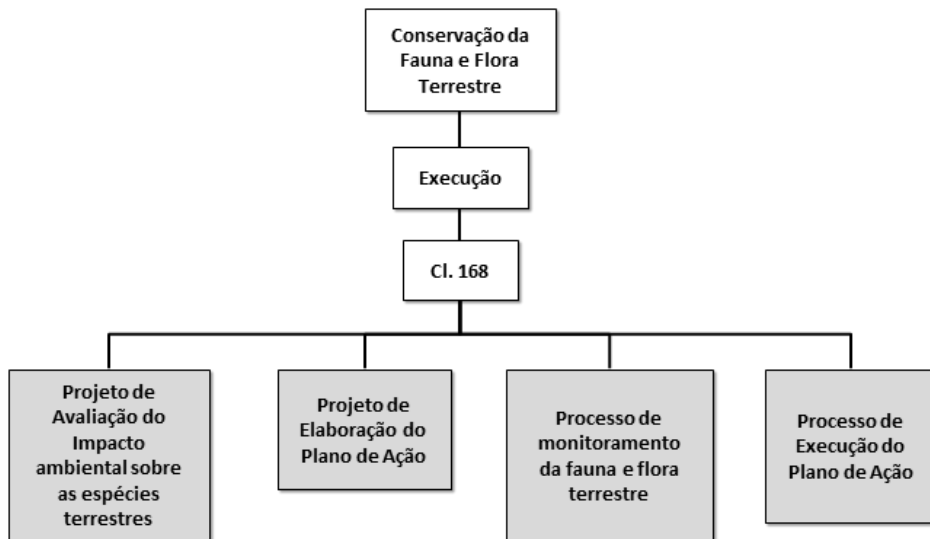 Conservação da
Fauna e Flora
Terrestre
Execução
Cl. 168
Projeto de
Avaliação do
Impacto
ambiental sobre
as espécies
terrestres
Projeto de
Elaboração do
Plano de Ação
Processo de
monitoramento
da fauna e flora
terrestre
Processo de
Execução do
Plano de Ação